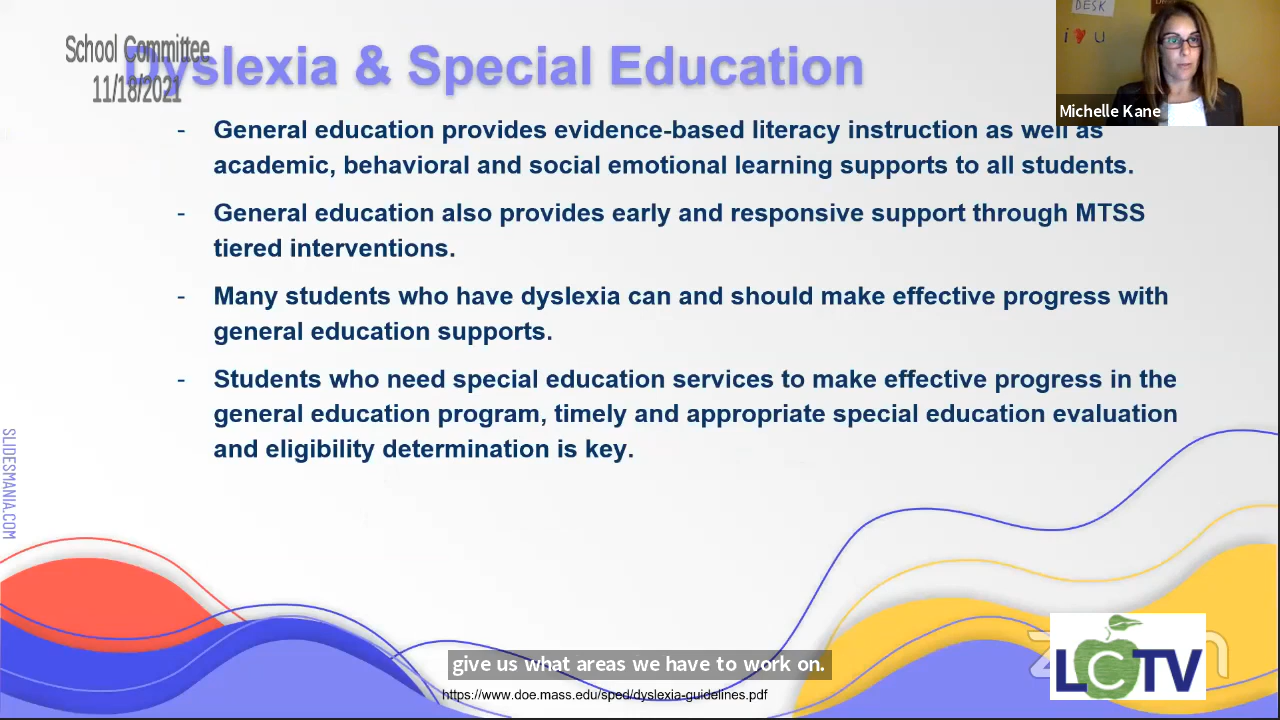 School Committee
11/18/2021
Dyslexia & Special Education
DESK
i ❤ u
Michelle Kane
- General education provides evidence-based literacy instruction as well as
academic, behavioral and social emotional learning supports to all students.
- General education also provides early and responsive support through MTSS
tiered interventions.
- Many students who have dyslexia can and should make effective progress with
general education supports.
- Students who need special education services to make effective progress in the
general education program, timely and appropriate special education evaluation
and eligibility determination is key.
SLIDESMANIA.COM
give us what areas we have to work on.
https://www.doe.mass.edu/sped/dyslexia-guidelines.pdf
LCTV